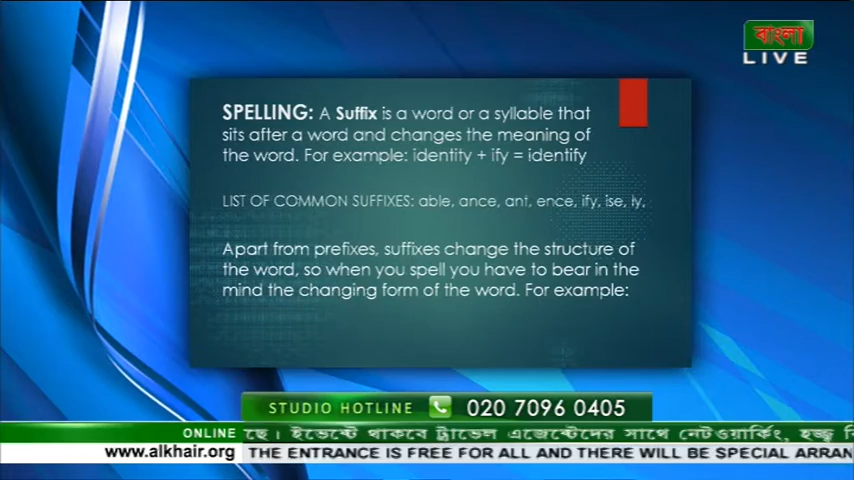 বাংলা
LIVE
SPELLING: A Suffix is a word or a syllable that
sits after a word and changes the meaning of
the word. For example: identity + ify = identify
LIST OF COMMON SUFFIXES: able, ance, ant, ence, ify, ise, ly,
Apart from prefixes, suffixes change the structure of
the word, so when you spell you have to bear in the
mind the changing form of the word. For example:
STUDIO HOTLINE 020 7096 0405
ONLINE ছে। ইভেন্টে থাকবে ট্রাভেল এজেন্টেদের সাথে নেটওয়ার্কিং, হজ্ব
www.alkhair.org THE ENTRANCE IS FREE FOR ALL AND THERE WILL BE SPECIAL ARRAN